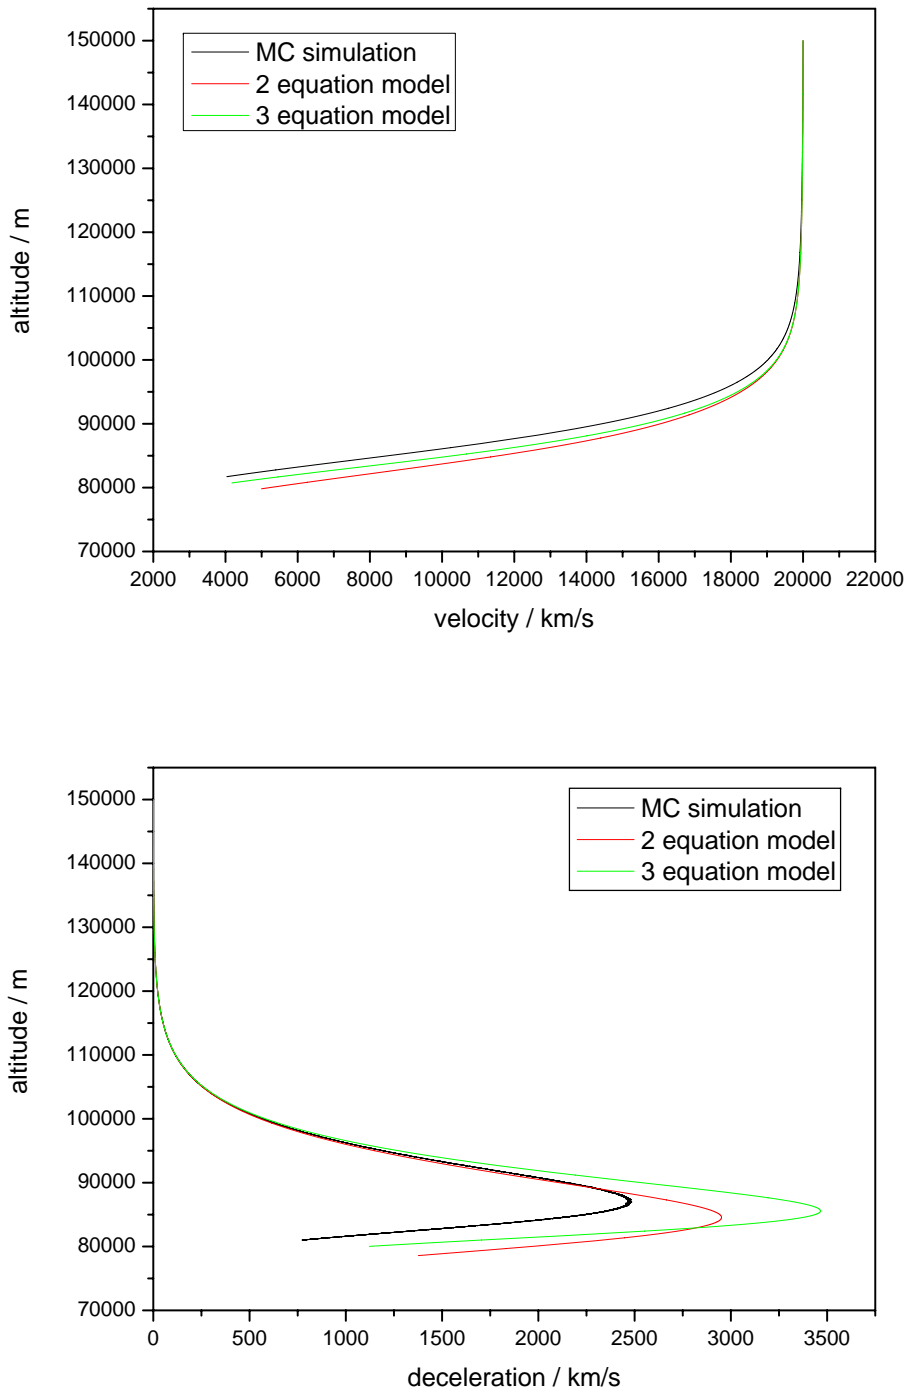 150000
140000
130000
120000
110000
100000
90000
80000
70000
altitude / m
MC simulation
2 equation model
3 equation model
2000 4000 6000 8000 10000 12000 14000 16000 18000 20000 22000
velocity / km/s
150000
140000
130000
120000
110000
100000
90000
80000
70000
altitude / m
MC simulation
2 equation model
3 equation model
0 500 1000 1500 2000 2500 3000 3500
deceleration / km/s